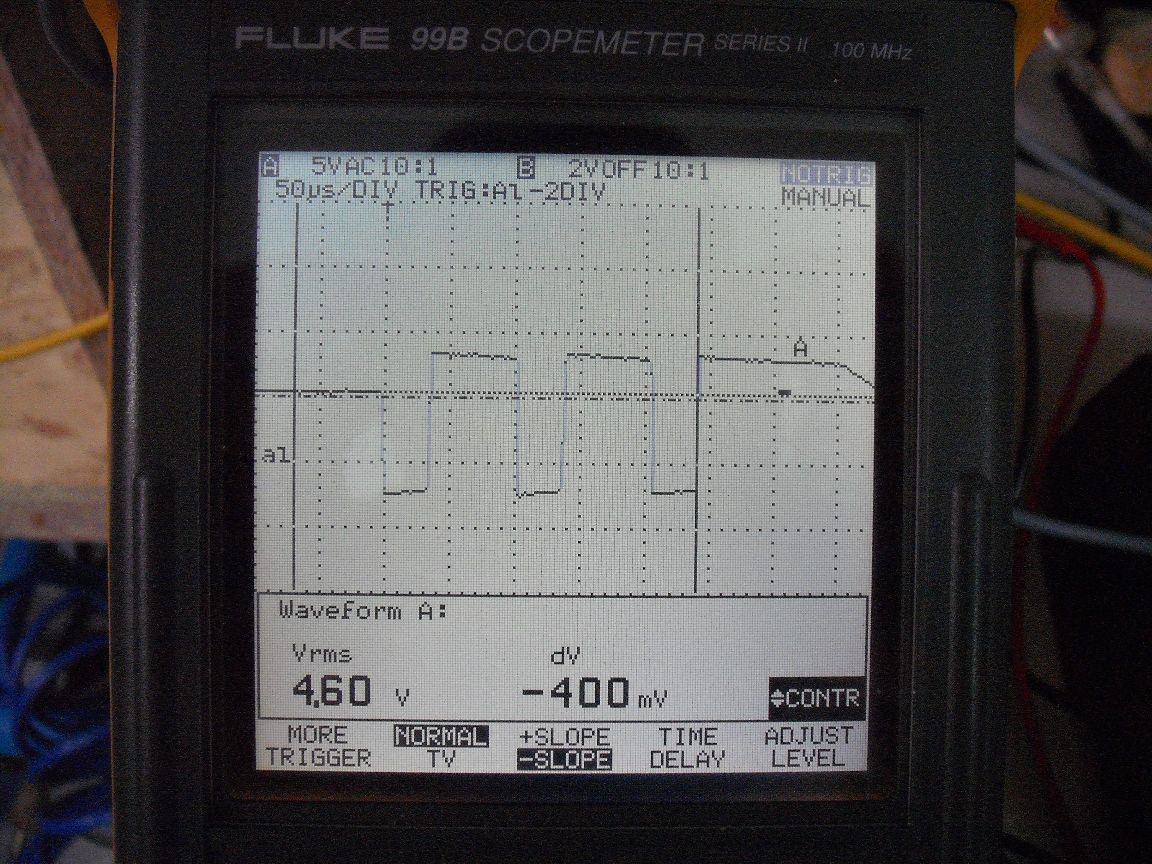 FLUKE 99B SCOPEMETER SERIES II 100 MHz
A 5VAC10:1 B 2VOFF10:1 NOTRIG
50µs/DIV TRIG:A↓-2DIV MANUAL
A
Waveform A:
Vrms dV
4.60 V -400 mV CONTR
MORE NORMAL +SLOPE TIME ADJUST
TRIGGER TV -SLOPE DELAY LEVEL